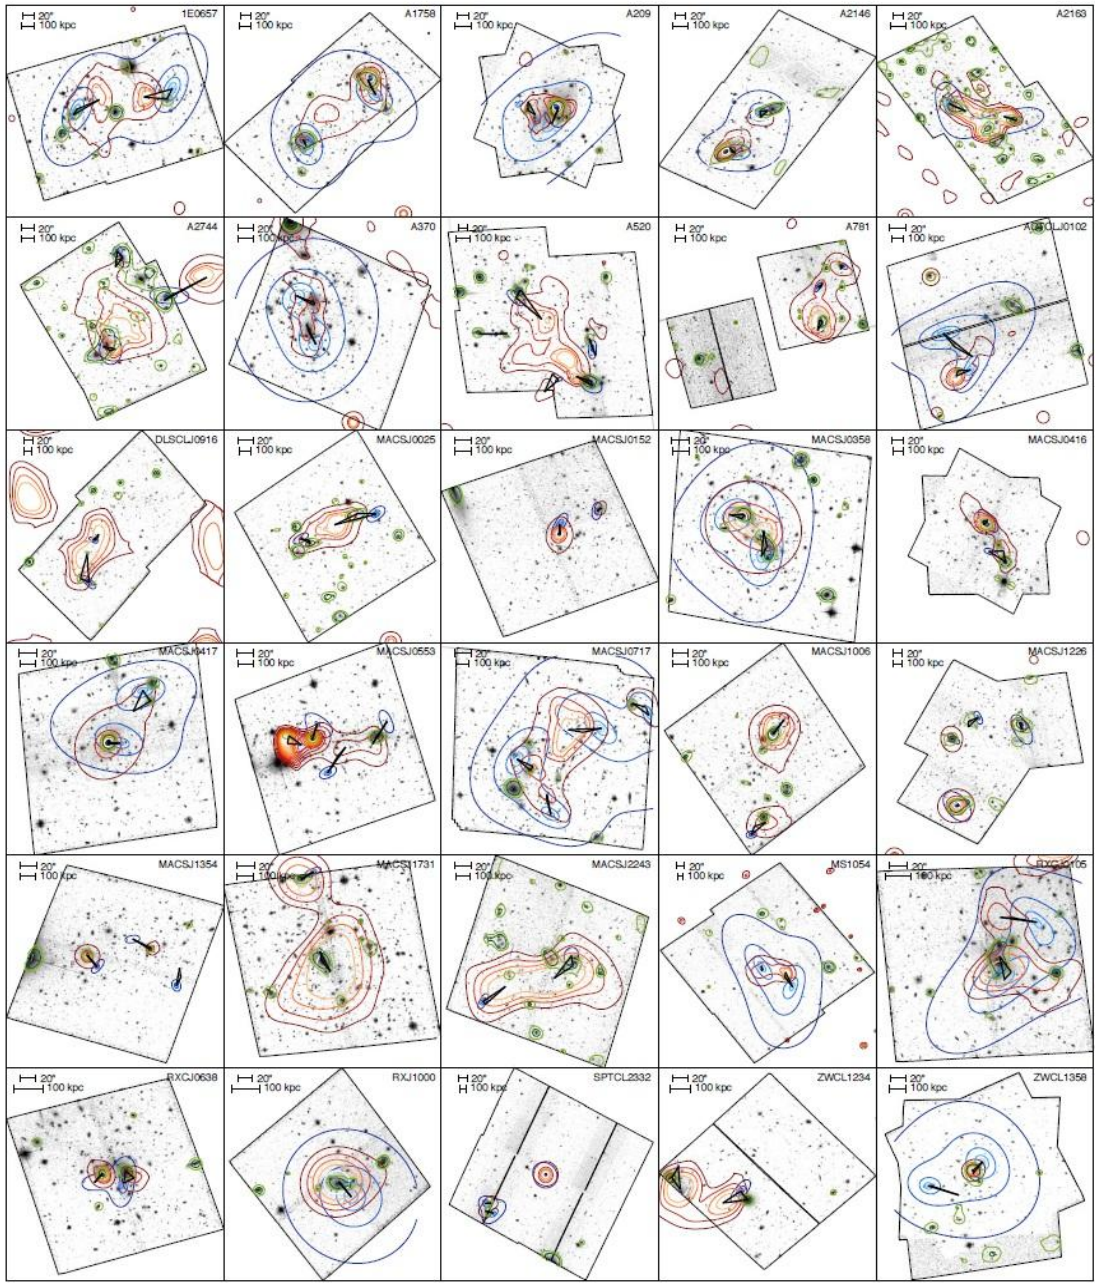 1E0657
20"
100 kpc
A1758
20"
100 kpc
A209
20"
100 kpc
A2146
20"
100 kpc
A2163
20"
100 kpc
A2744
20"
100 kpc
A370
20"
100 kpc
A520
20"
100 kpc
A781
20"
100 kpc
20"
100 kpc
DLSCLJ0916
20"
100 kpc
MACSJ0025
20"
100 kpc
MACSJ0152
20"
100 kpc
MACSJ0358
20"
100 kpc
MACSJ0416
20"
100 kpc
MACSJ0417
20"
100 kpc
MACSJ0553
20"
100 kpc
MACSJ0717
20"
100 kpc
MACSJ1006
20"
100 kpc
MACSJ1226
20"
100 kpc
MACSJ1354
20"
100 kpc
MACSJ1731
20"
100 kpc
MACSJ2243
20"
100 kpc
MS1054
20"
100 kpc
RXCJ0105
20"
100 kpc
RXCJ0638
20"
100 kpc
RXJ1000
20"
100 kpc
SPTCL2332
20"
100 kpc
ZWCL1234
20"
100 kpc
ZWCL1358
20"
100 kpc